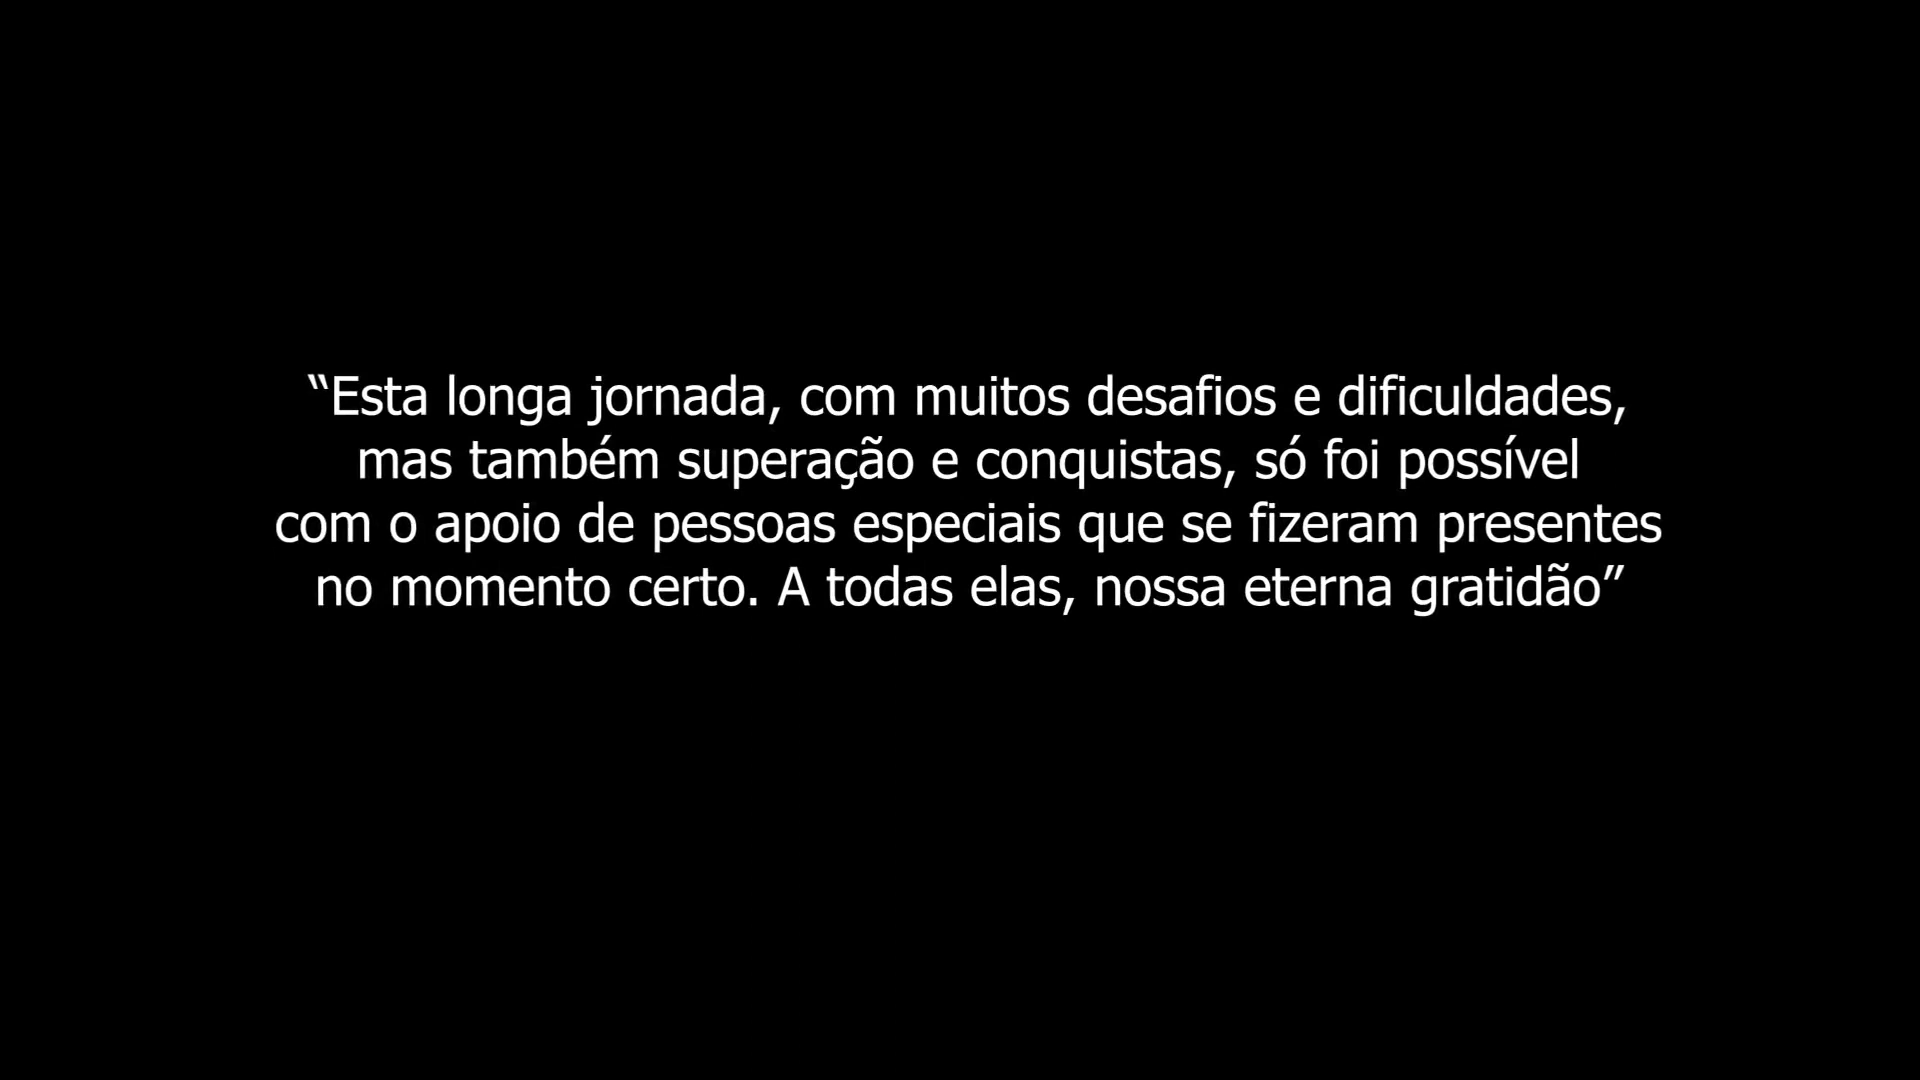 “Esta longa jornada, com muitos desafios e dificuldades,
mas também superação e conquistas, só foi possível
com o apoio de pessoas especiais que se fizeram presentes
no momento certo. A todas elas, nossa eterna gratidão”